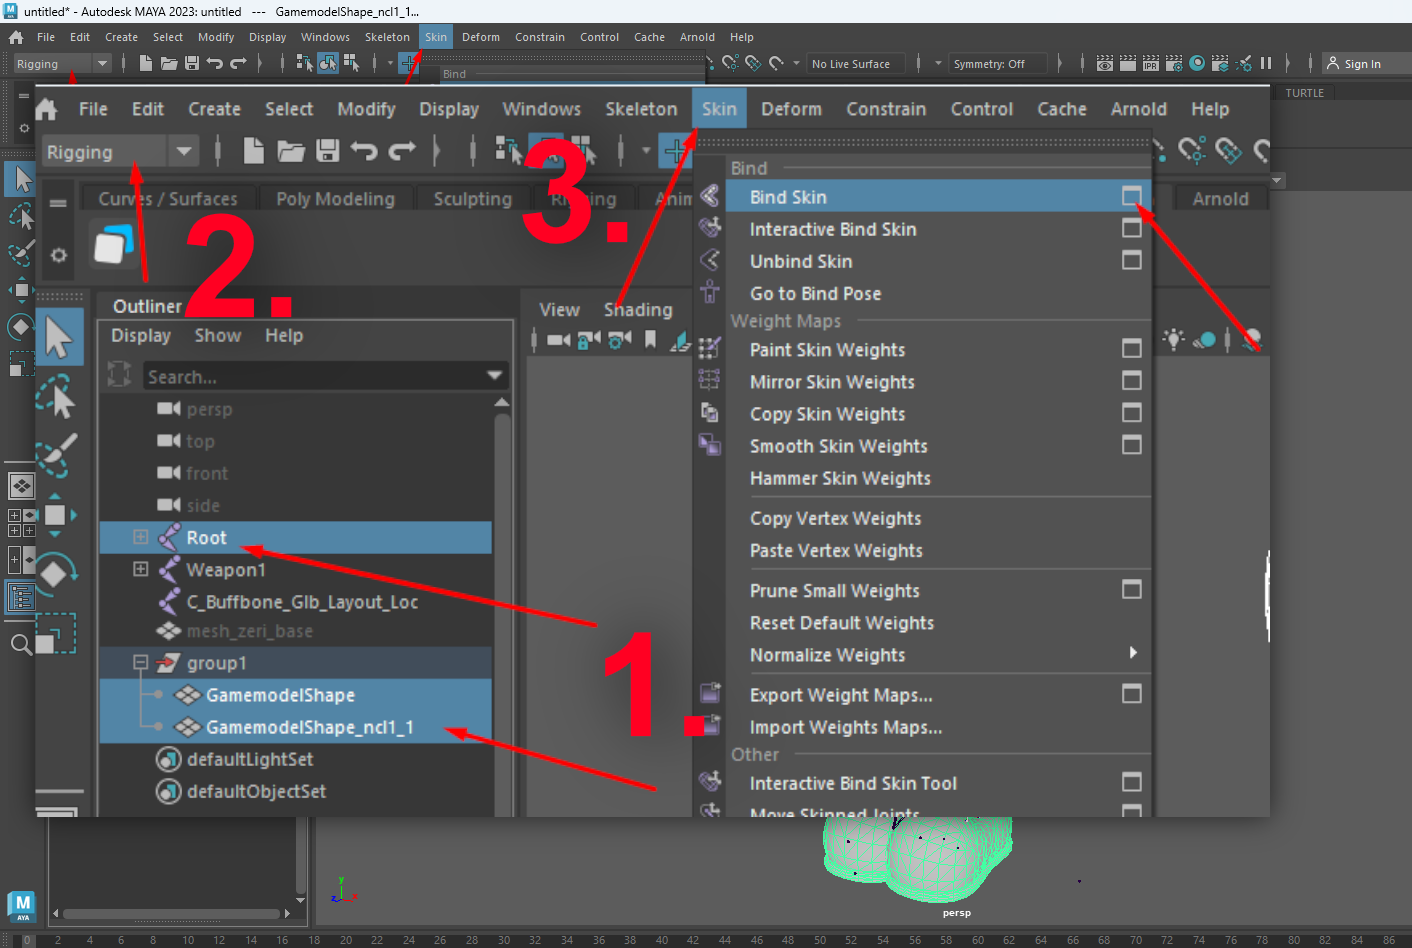 untitled* - Autodesk MAYA 2023: untitled --- GamemodelShape_ncl1_1...
File Edit Create Select Modify Display Windows Skeleton Skin Deform Constrain Control Cache Arnold Help
Rigging No Live Surface Symmetry: Off Sign In
Bind
TURTLE
File Edit Create Select Modify Display Windows Skeleton Skin Deform Constrain Control Cache Arnold Help
Rigging
3.
Bind
Curves / Surfaces Poly Modeling Sculpting Rigging Anim Arnold
Bind Skin
2.
Interactive Bind Skin
Unbind Skin
Go to Bind Pose
Outliner
View Shading
Weight Maps
Display Show Help
Paint Skin Weights
Search...
Mirror Skin Weights
persp
Copy Skin Weights
top
Smooth Skin Weights
front
Hammer Skin Weights
side
Copy Vertex Weights
Root
Paste Vertex Weights
Weapon1
Prune Small Weights
C_Buffbone_Glb_Layout_Loc
Reset Default Weights
mesh_zeri_base
1.
Normalize Weights
group1
Export Weight Maps...
GamemodelShape
Import Weights Maps...
GamemodelShape_ncl1_1
Other
defaultLightSet
Interactive Bind Skin Tool
defaultObjectSet
Move Skinned Joints
y
z x
M
AYA
persp
0 2 4 6 8 10 12 14 16 18 20 22 24 26 28 30 32 34 36 38 40 42 44 46 48 50 52 54 56 58 60 62 64 66 68 70 72 74 76 78 80 82 84 86